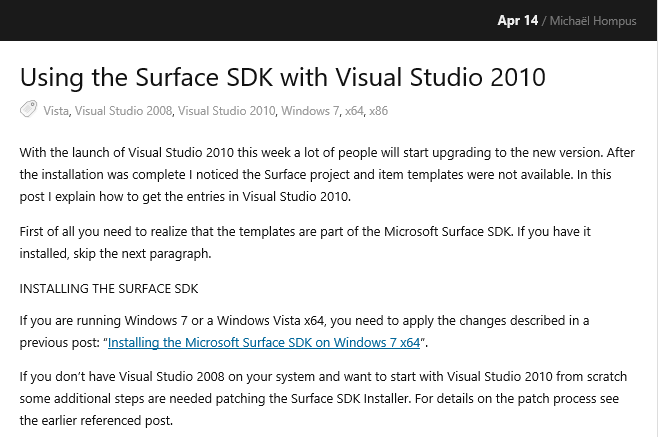 Apr 14 / Michaël Hompus
Using the Surface SDK with Visual Studio 2010
Vista, Visual Studio 2008, Visual Studio 2010, Windows 7, x64, x86
With the launch of Visual Studio 2010 this week a lot of people will start upgrading to the new version. After
the installation was complete I noticed the Surface project and item templates were not available. In this
post I explain how to get the entries in Visual Studio 2010.
First of all you need to realize that the templates are part of the Microsoft Surface SDK. If you have it
installed, skip the next paragraph.
INSTALLING THE SURFACE SDK
If you are running Windows 7 or a Windows Vista x64, you need to apply the changes described in a
previous post: “Installing the Microsoft Surface SDK on Windows 7 x64”.
If you don’t have Visual Studio 2008 on your system and want to start with Visual Studio 2010 from scratch
some additional steps are needed patching the Surface SDK Installer. For details on the patch process see
the earlier referenced post.